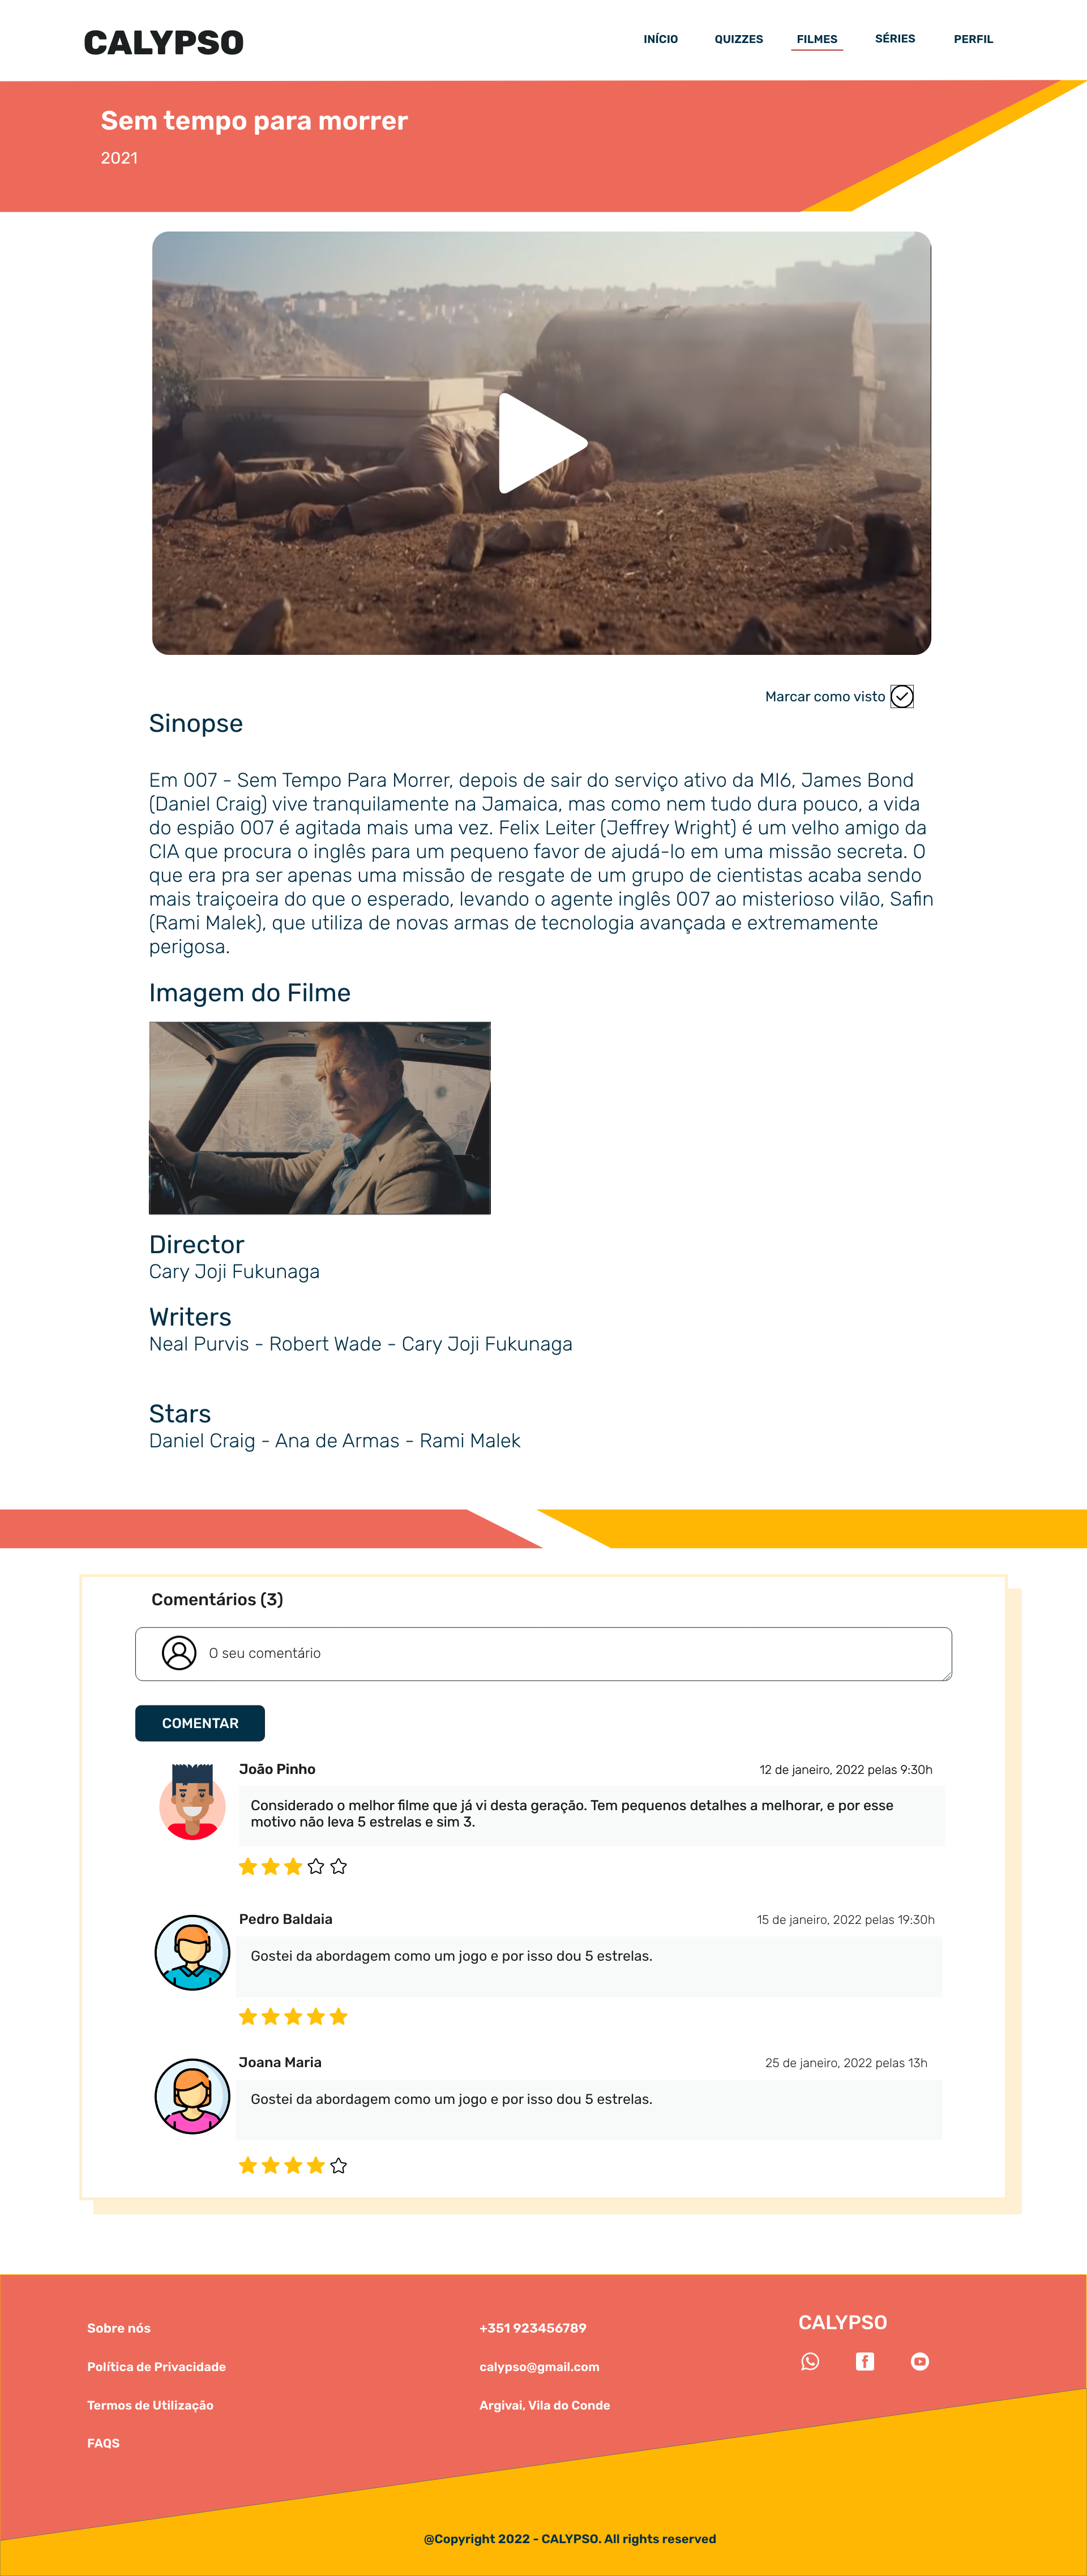 CALYPSO
INÍCIO QUIZZES FILMES SÉRIES PERFIL
Sem tempo para morrer
2021
Marcar como visto
Sinopse
Em 007 - Sem Tempo Para Morrer, depois de sair do serviço ativo da MI6, James Bond
(Daniel Craig) vive tranquilamente na Jamaica, mas como nem tudo dura pouco, a vida
do espião 007 é agitada mais uma vez. Felix Leiter (Jeffrey Wright) é um velho amigo da
CIA que procura o inglês para um pequeno favor de ajudá-lo em uma missão secreta. O
que era pra ser apenas uma missão de resgate de um grupo de cientistas acaba sendo
mais traiçoeira do que o esperado, levando o agente inglês 007 ao misterioso vilão, Safin
(Rami Malek), que utiliza de novas armas de tecnologia avançada e extremamente
perigosa.
Imagem do Filme
Director
Cary Joji Fukunaga
Writers
Neal Purvis - Robert Wade - Cary Joji Fukunaga
Stars
Daniel Craig - Ana de Armas - Rami Malek
Comentários (3)
O seu comentário
COMENTAR
João Pinho 12 de janeiro, 2022 pelas 9:30h
Considerado o melhor filme que já vi desta geração. Tem pequenos detalhes a melhorar, e por esse
motivo não leva 5 estrelas e sim 3.
Pedro Baldaia 15 de janeiro, 2022 pelas 19:30h
Gostei da abordagem como um jogo e por isso dou 5 estrelas.
Joana Maria 25 de janeiro, 2022 pelas 13h
Gostei da abordagem como um jogo e por isso dou 5 estrelas.
Sobre nós
Política de Privacidade
Termos de Utilização
FAQS
+351 923456789
calypso@gmail.com
Argivai, Vila do Conde
CALYPSO
@Copyright 2022 - CALYPSO. All rights reserved